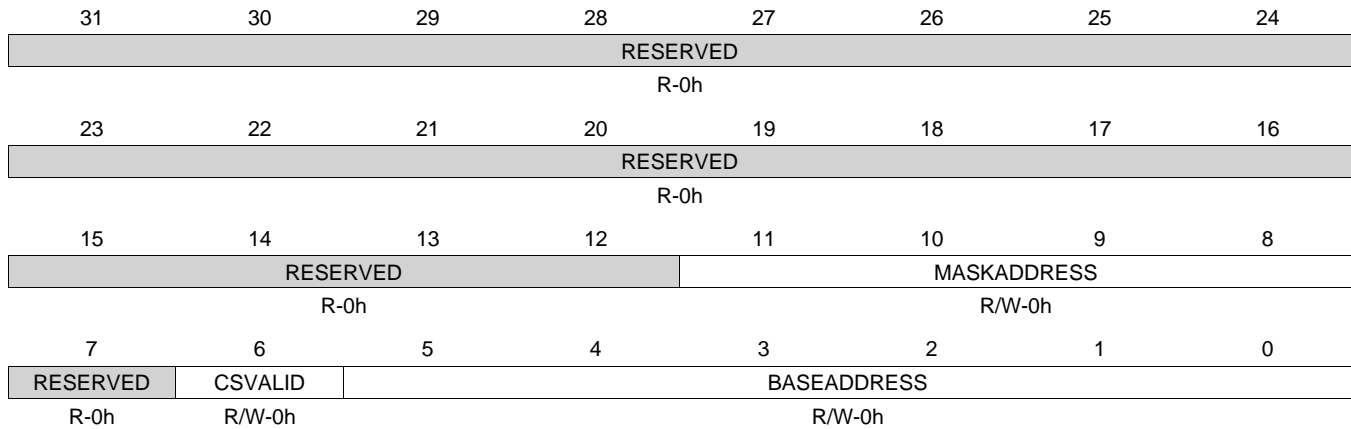 31 30 29 28 27 26 25 24
RESERVED
R-0h
23 22 21 20 19 18 17 16
RESERVED
R-0h
15 14 13 12 11 10 9 8
RESERVED MASKADDRESS
R-0h R/W-0h
7 6 5 4 3 2 1 0
RESERVED CSVALID BASEADDRESS
R-0h R/W-0h R/W-0h